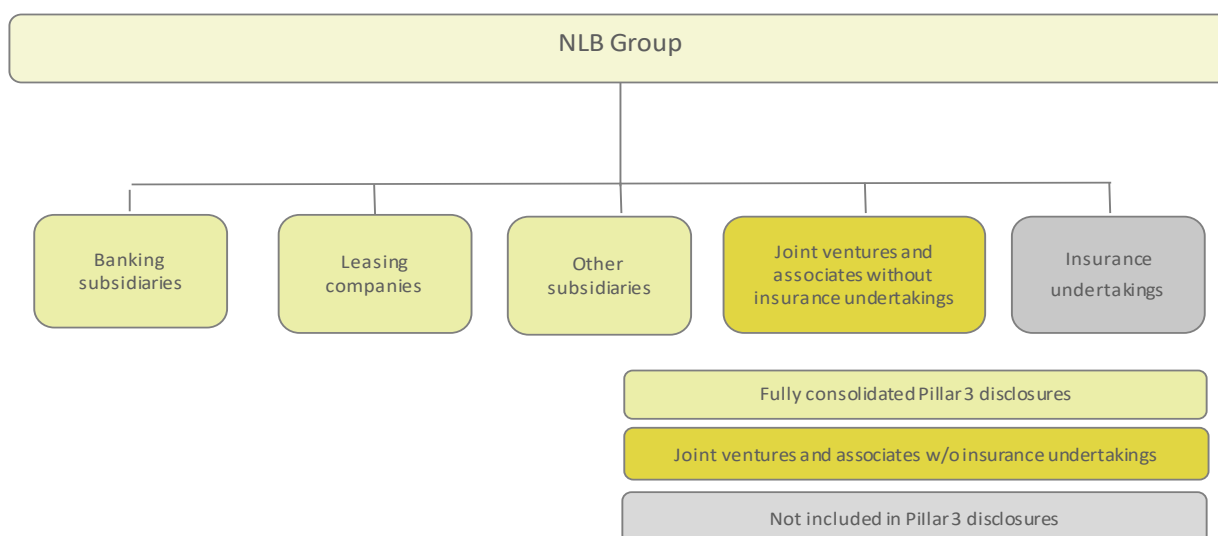 NLB Group
Banking
subsidiaries
Leasing
companies
Other
subsidiaries
Joint ventures and
associates without
insurance undertakings
Insurance
undertakings
Fully consolidated Pillar 3 disclosures
Joint ventures and associates w/o insurance undertakings
Not included in Pillar 3 disclosures